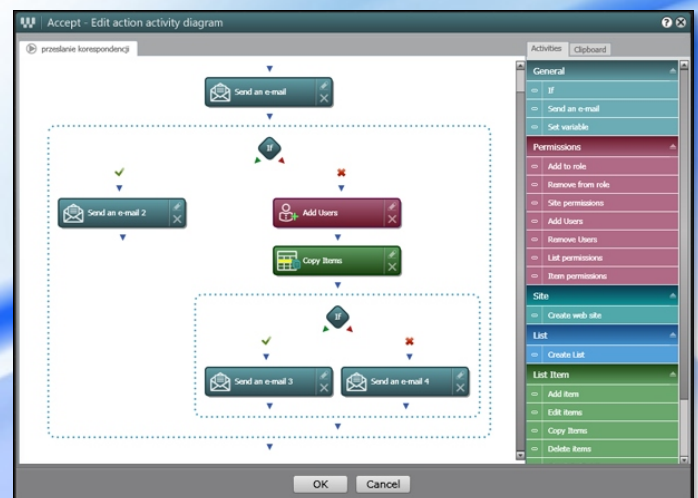 Accept - Edit action activity diagram
przesłanie korespondencji
Send an e-mail
If
Send an e-mail 2
Add Users
Copy Items
If
Send an e-mail 3
Send an e-mail 4
Activities
Clipboard
General
If
Send an e-mail
Set variable
Permissions
Add to role
Remove from role
Site permissions
Add Users
Remove Users
List permissions
Item permissions
Site
Create web site
List
Create List
List Item
Add item
Edit items
Copy Items
Delete items
OK
Cancel